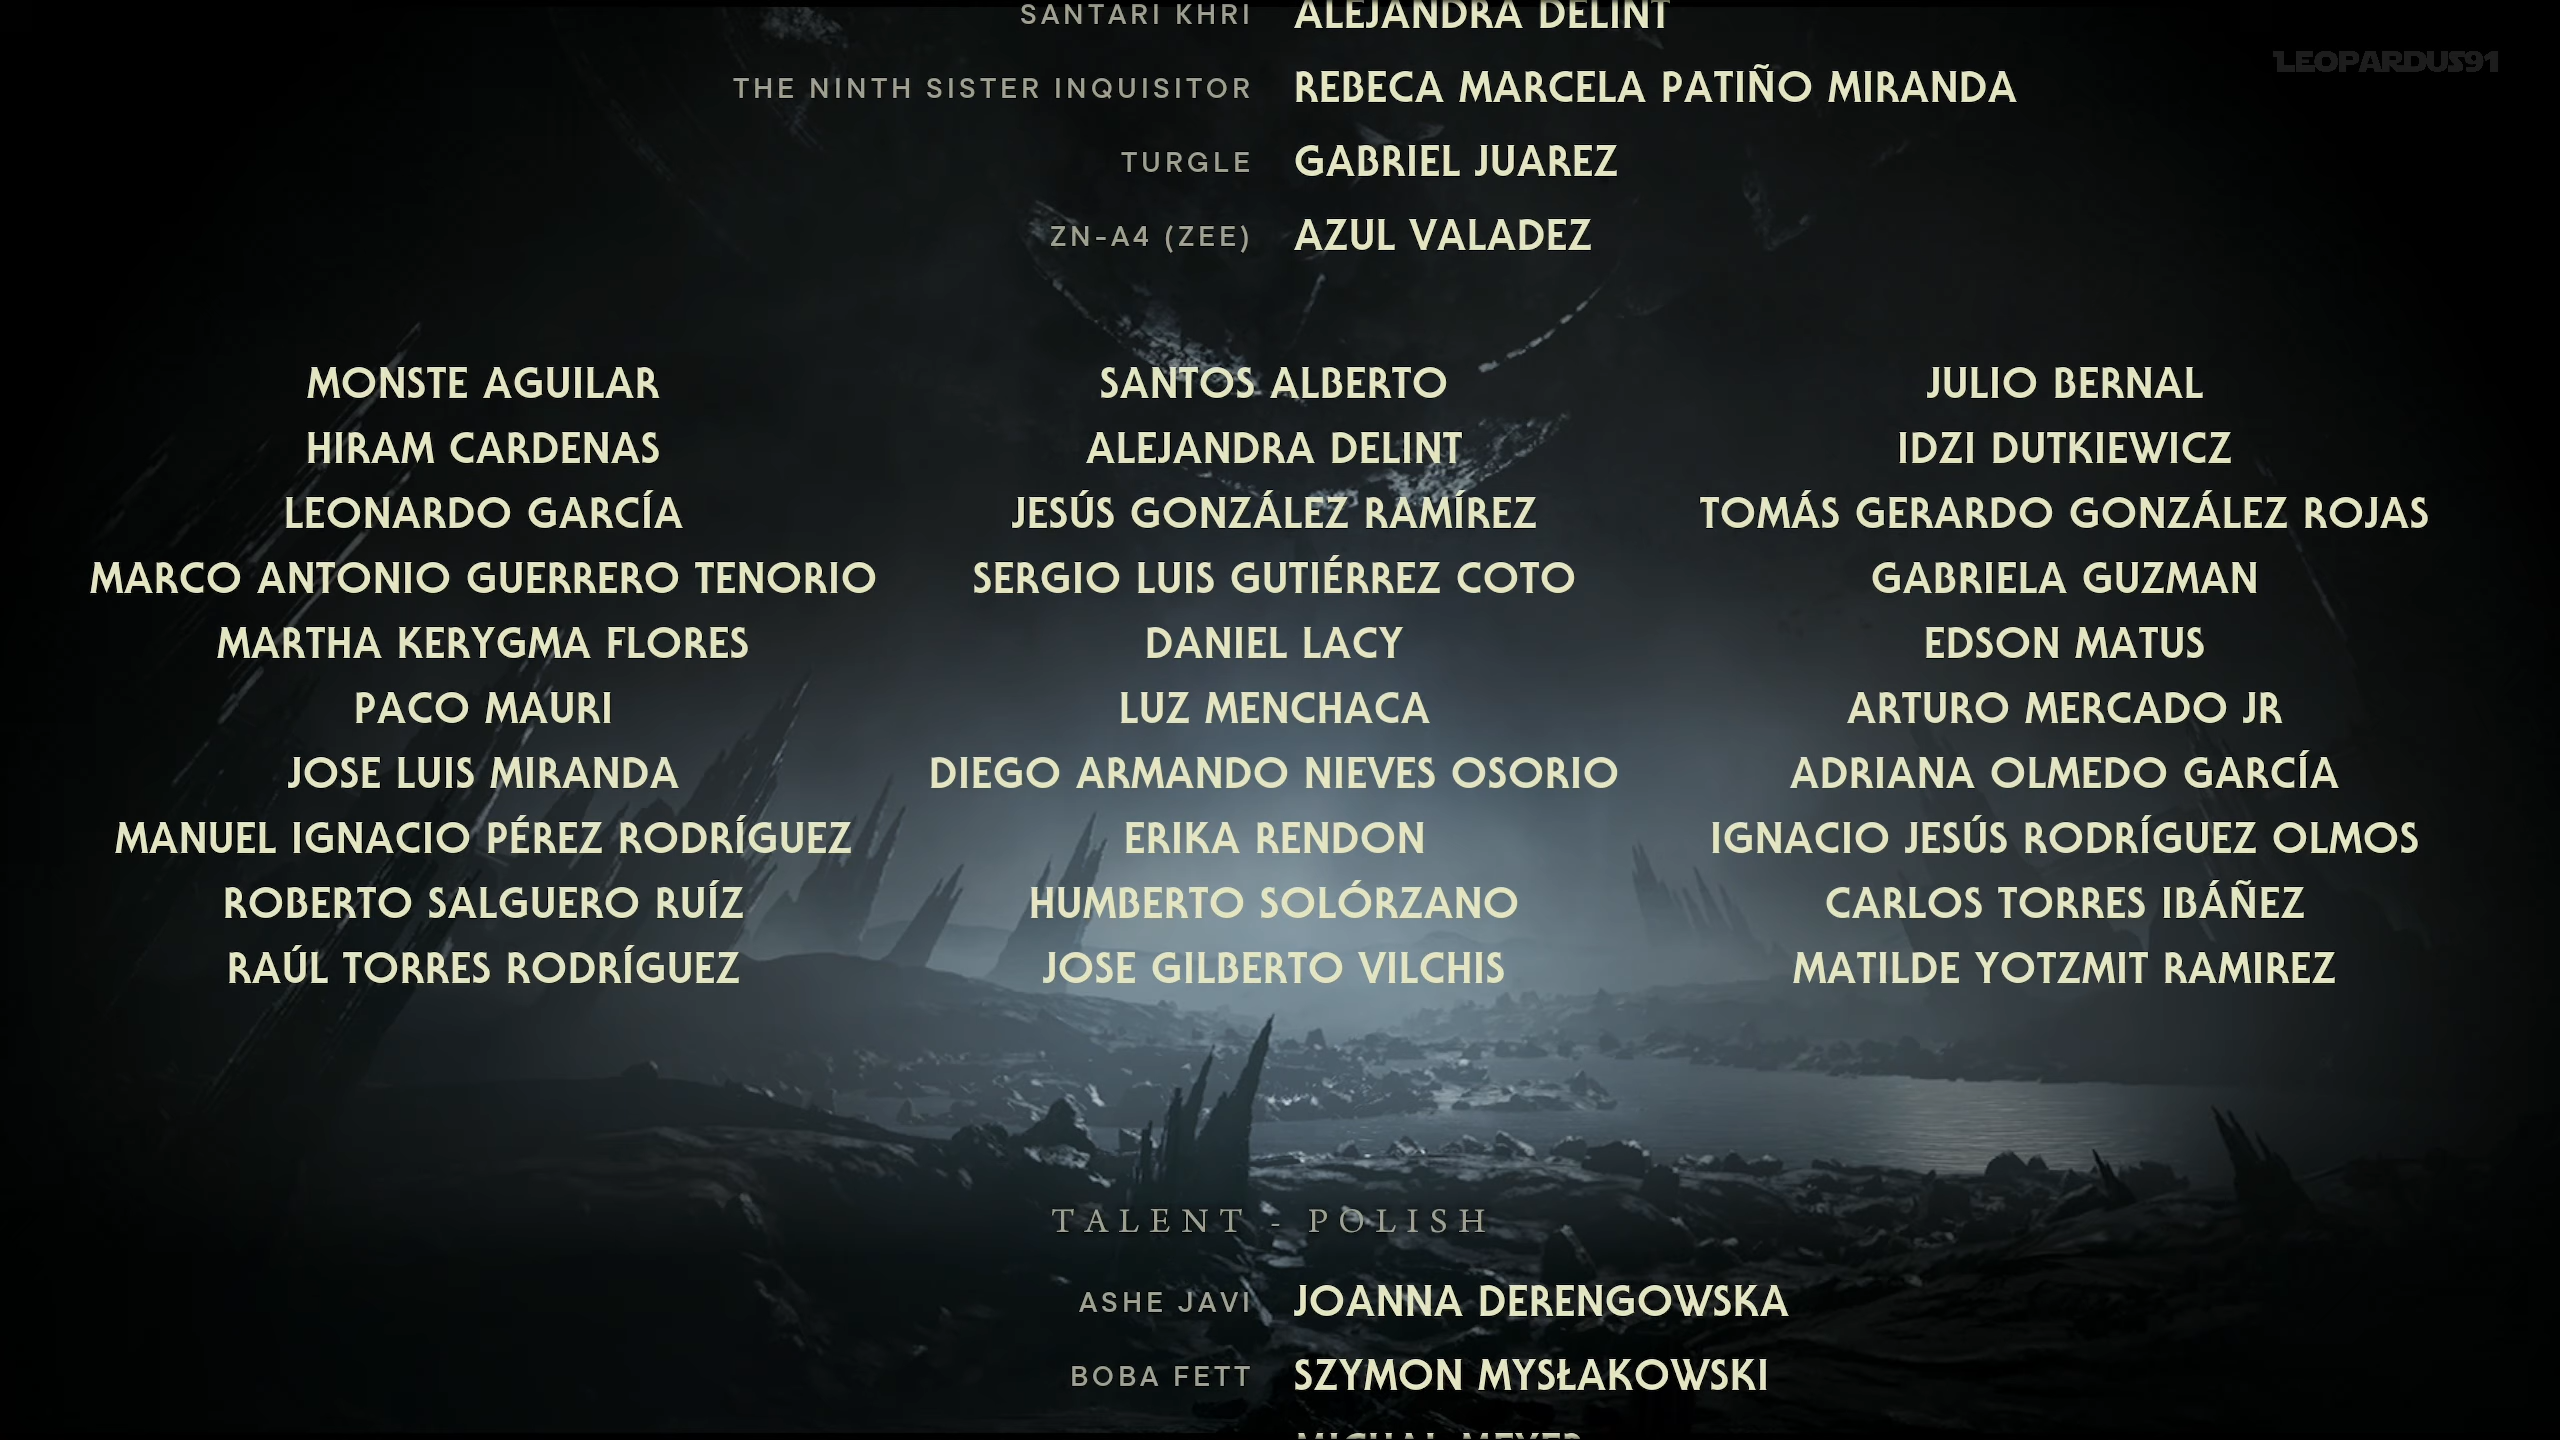 SANTARI KHRI ALEJANDRA DELINT
LEOPARDUS91
THE NINTH SISTER INQUISITOR REBECA MARCELA PATIÑO MIRANDA
TURGLE GABRIEL JUAREZ
ZN-A4 (ZEE) AZUL VALADEZ
MONSTE AGUILAR SANTOS ALBERTO JULIO BERNAL
HIRAM CARDENAS ALEJANDRA DELINT IDZI DUTKIEWICZ
LEONARDO GARCÍA JESÚS GONZÁLEZ RAMÍREZ TOMÁS GERARDO GONZÁLEZ ROJAS
MARCO ANTONIO GUERRERO TENORIO SERGIO LUIS GUTIÉRREZ COTO GABRIELA GUZMAN
MARTHA KERYGMA FLORES DANIEL LACY EDSON MATUS
PACO MAURI LUZ MENCHACA ARTURO MERCADO JR
JOSE LUIS MIRANDA DIEGO ARMANDO NIEVES OSORIO ADRIANA OLMEDO GARCÍA
MANUEL IGNACIO PÉREZ RODRÍGUEZ ERIKA RENDON IGNACIO JESÚS RODRÍGUEZ OLMOS
ROBERTO SALGUERO RUÍZ HUMBERTO SOLÓRZANO CARLOS TORRES IBÁÑEZ
RAÚL TORRES RODRÍGUEZ JOSE GILBERTO VILCHIS MATILDE YOTZMIT RAMIREZ
TALENT - POLISH
ASHE JAVI JOANNA DERENGOWSKA
BOBA FETT SZYMON MYSŁAKOWSKI